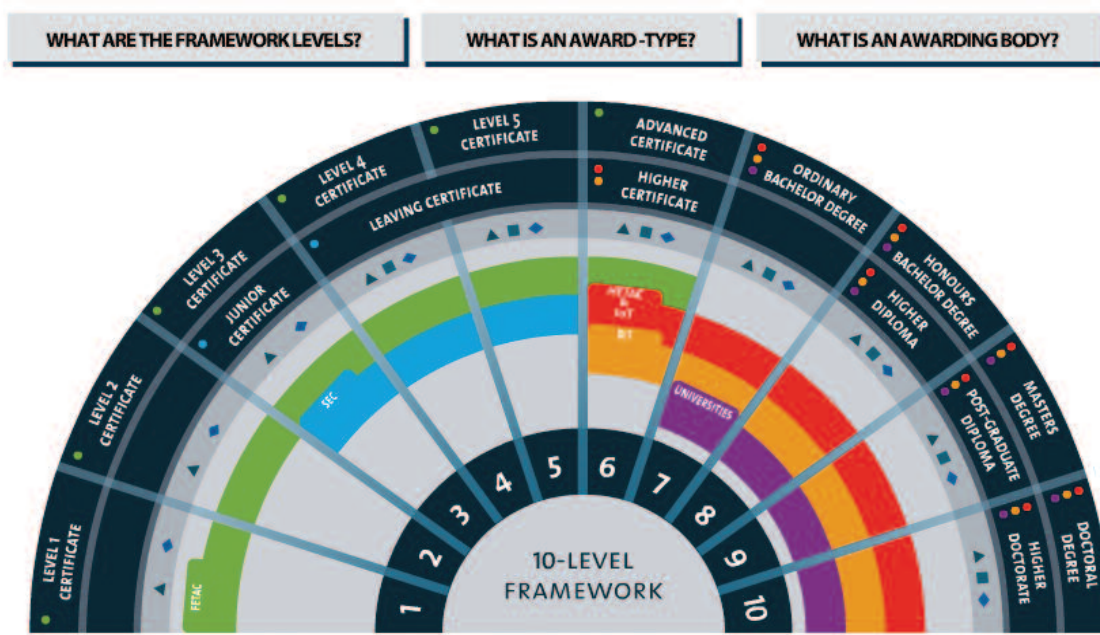 WHAT ARE THE FRAMEWORK LEVELS?
WHAT IS AN AWARD -TYPE?
WHAT IS AN AWARDING BODY?
LEVEL 1
CERTIFICATE
LEVEL 2
CERTIFICATE
LEVEL 3
CERTIFICATE
LEVEL 4
CERTIFICATE
LEVEL 5
CERTIFICATE
ADVANCED
CERTIFICATE
ORDINARY
BACHELOR DEGREE
HONOURS
BACHELOR DEGREE
MASTERS
DEGREE
DOCTORAL
DEGREE
JUNIOR
CERTIFICATE
LEAVING CERTIFICATE
HIGHER
CERTIFICATE
HIGHER
DIPLOMA
POST-GRADUATE
DIPLOMA
HIGHER
DOCTORATE
FETAC
SEC
HETAC
&
IoT
DIT
UNIVERSITIES
1
2
3
4
5
6
7
8
9
10
10-LEVEL
FRAMEWORK